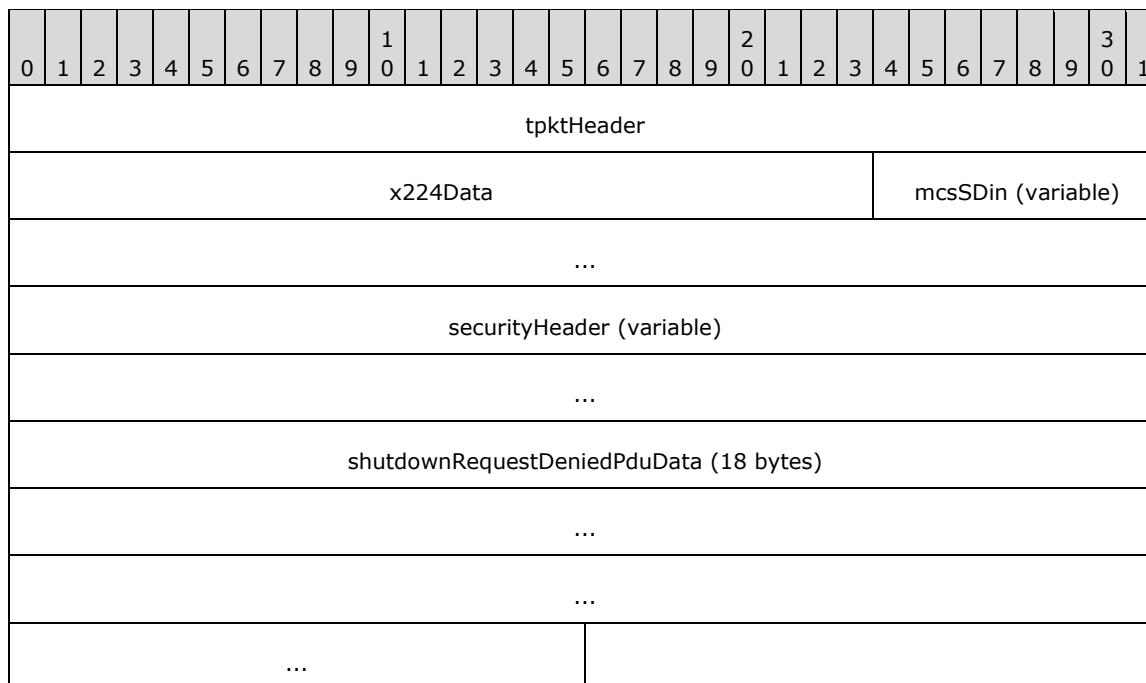 1 2 3
0 1 2 3 4 5 6 7 8 9 0 1 2 3 4 5 6 7 8 9 0 1 2 3 4 5 6 7 8 9 0 1
tpktHeader
x224Data mcsSDin (variable)
...
securityHeader (variable)
...
shutdownRequestDeniedPduData (18 bytes)
...
...
...